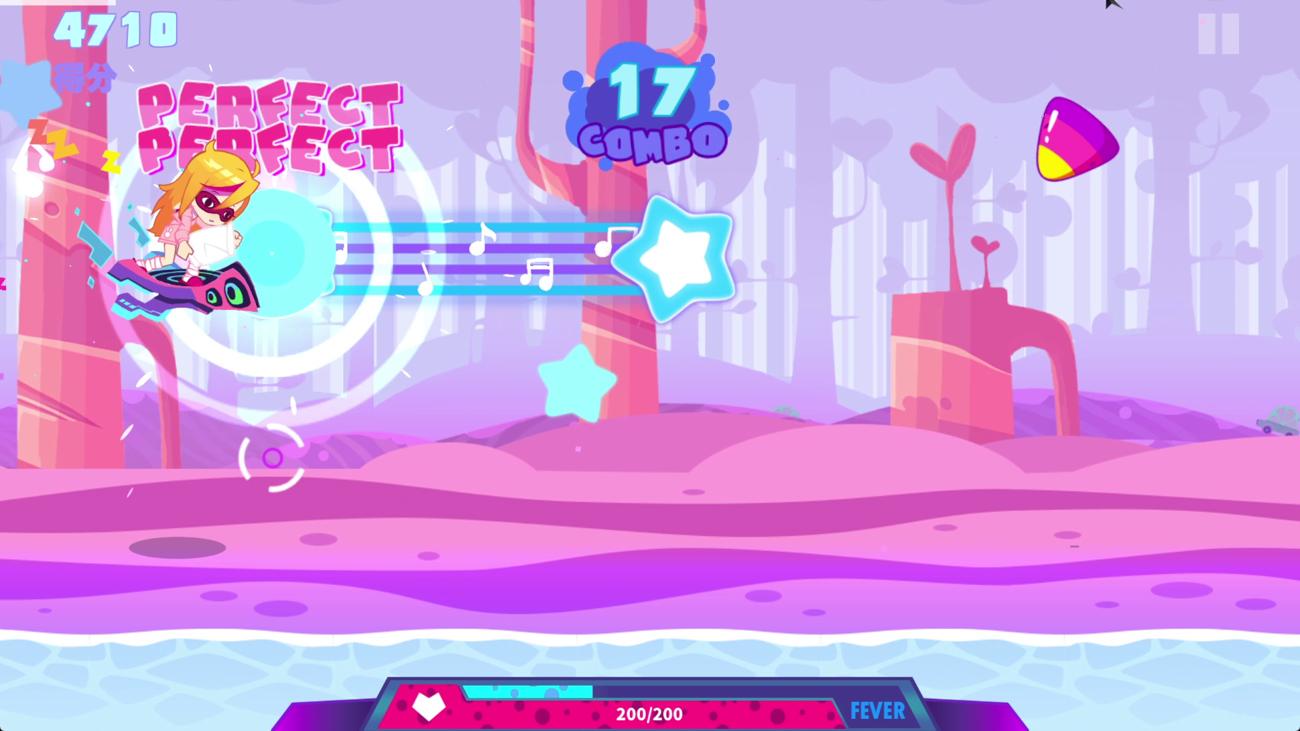 4710
得分
PERFECT
PERFECT
17
COMBO
200/200
FEVER